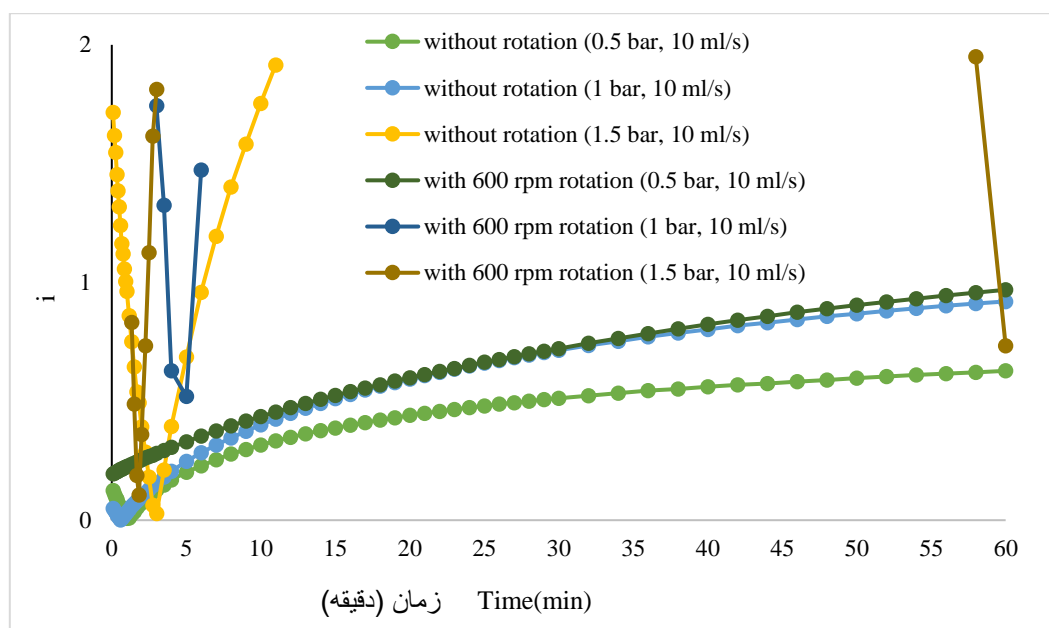 2
without rotation (0.5 bar, 10 ml/s)
without rotation (1 bar, 10 ml/s)
without rotation (1.5 bar, 10 ml/s)
with 600 rpm rotation (0.5 bar, 10 ml/s)
with 600 rpm rotation (1 bar, 10 ml/s)
with 600 rpm rotation (1.5 bar, 10 ml/s)
1
i
0
0 5 10 15 20 25 30 35 40 45 50 55 60
زمان (دقیقه) Time(min)